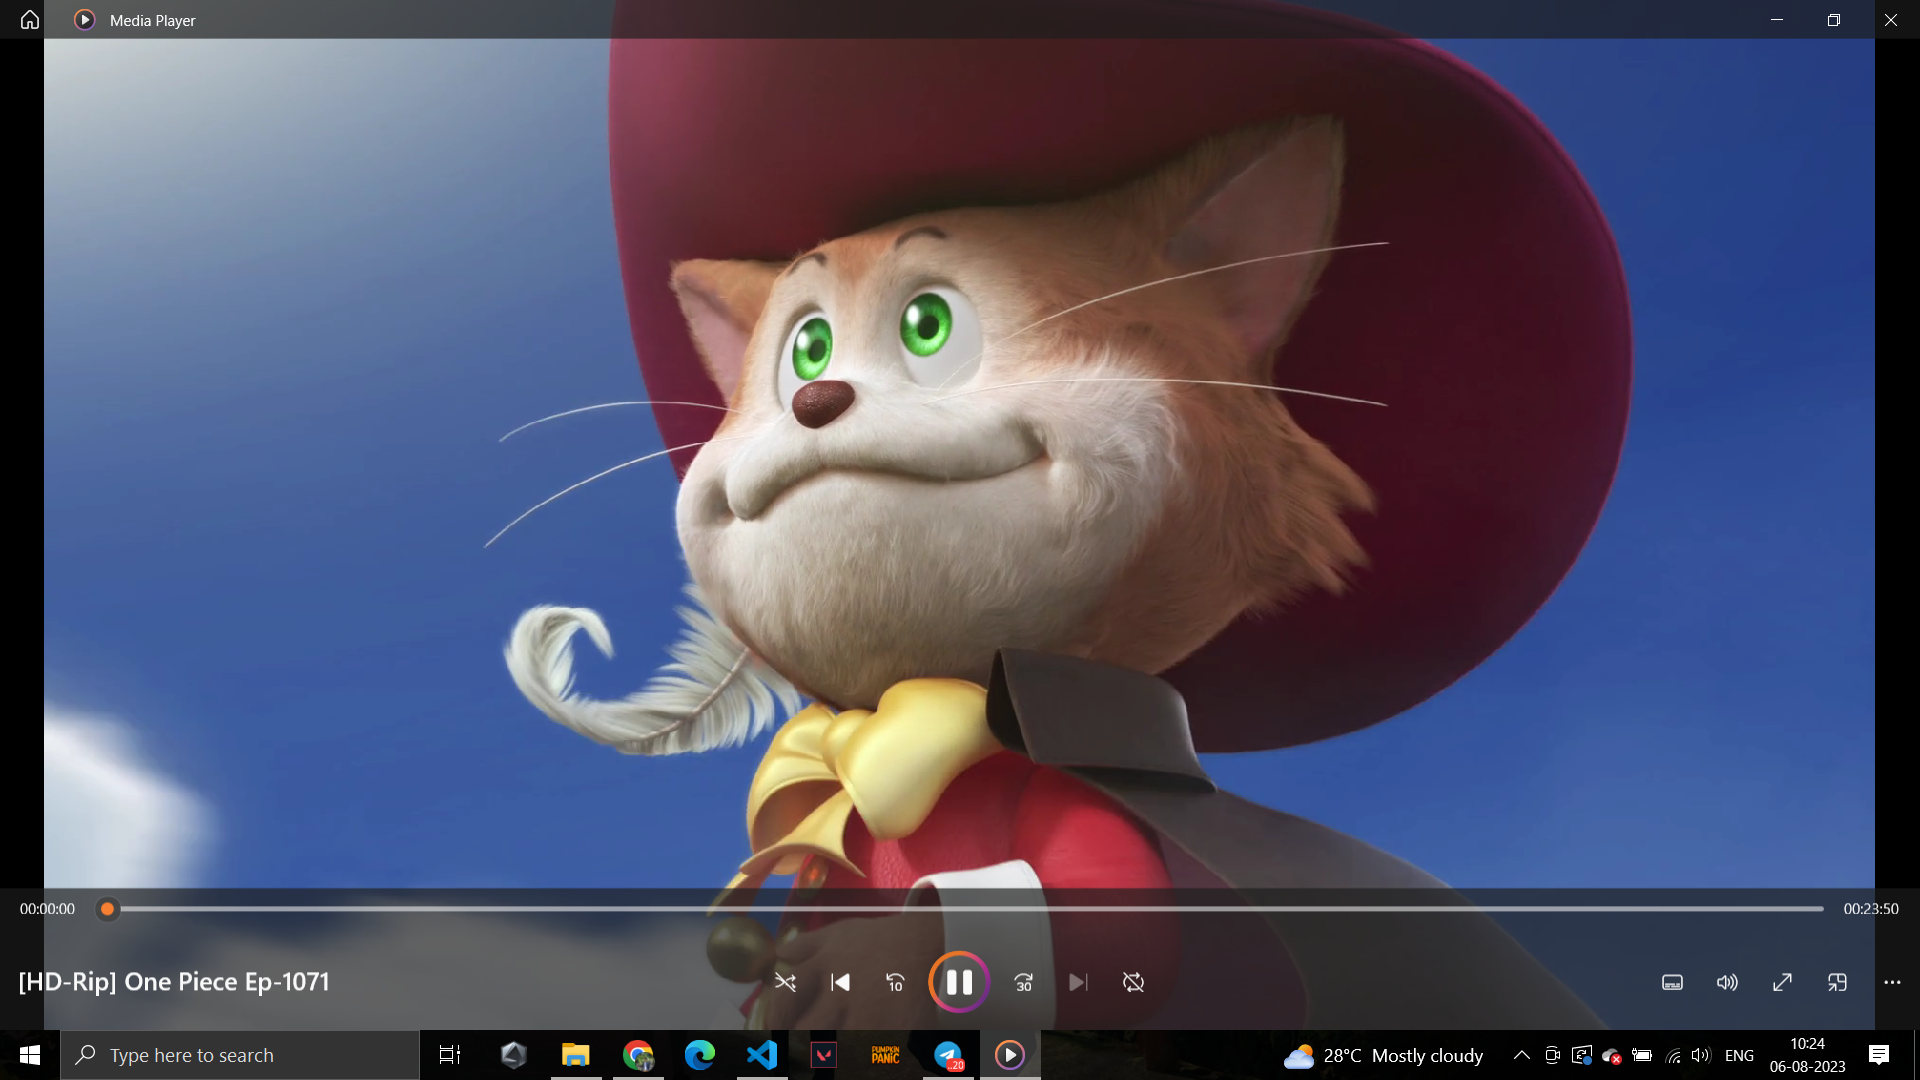 Media Player
00:00:00
00:23:50
[HD-Rip] One Piece Ep-1071
10
30
Type here to search
PUMPKIN
PANIC
20
28°C Mostly cloudy
ENG
10:24
06-08-2023